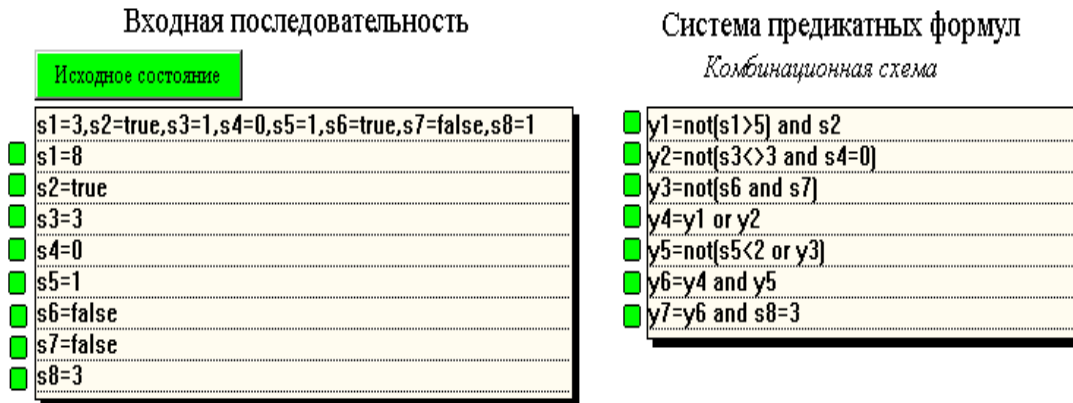 Входная последовательность
Исходное состояние
s1=3,s2=true,s3=1,s4=0,s5=1,s6=true,s7=false,s8=1
s1=8
s2=true
s3=3
s4=0
s5=1
s6=false
s7=false
s8=3
Система предикатных формул
Комбинационная схема
y1=not(s1>5) and s2
y2=not(s3<>3 and s4=0)
y3=not(s6 and s7)
y4=y1 or y2
y5=not(s5<2 or y3)
y6=y4 and y5
y7=y6 and s8=3